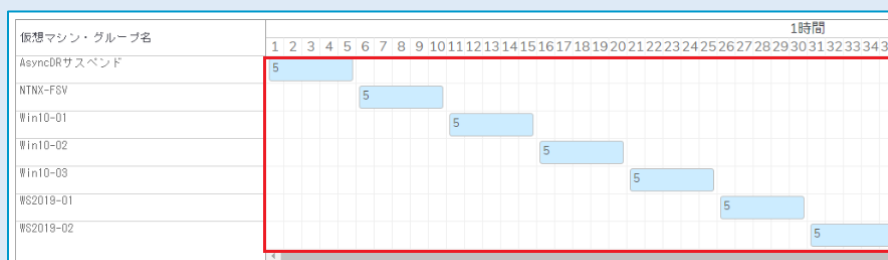 1時間
仮想マシン・グループ名
1 2 3 4 5 6 7 8 9 10 11 12 13 14 15 16 17 18 19 20 21 22 23 24 25 26 27 28 29 30 31 32 33 34
AsyncDRサスペンド 5
NTNX-FSV 5
Win10-01 5
Win10-02 5
Win10-03 5
WS2019-01 5
WS2019-02 5